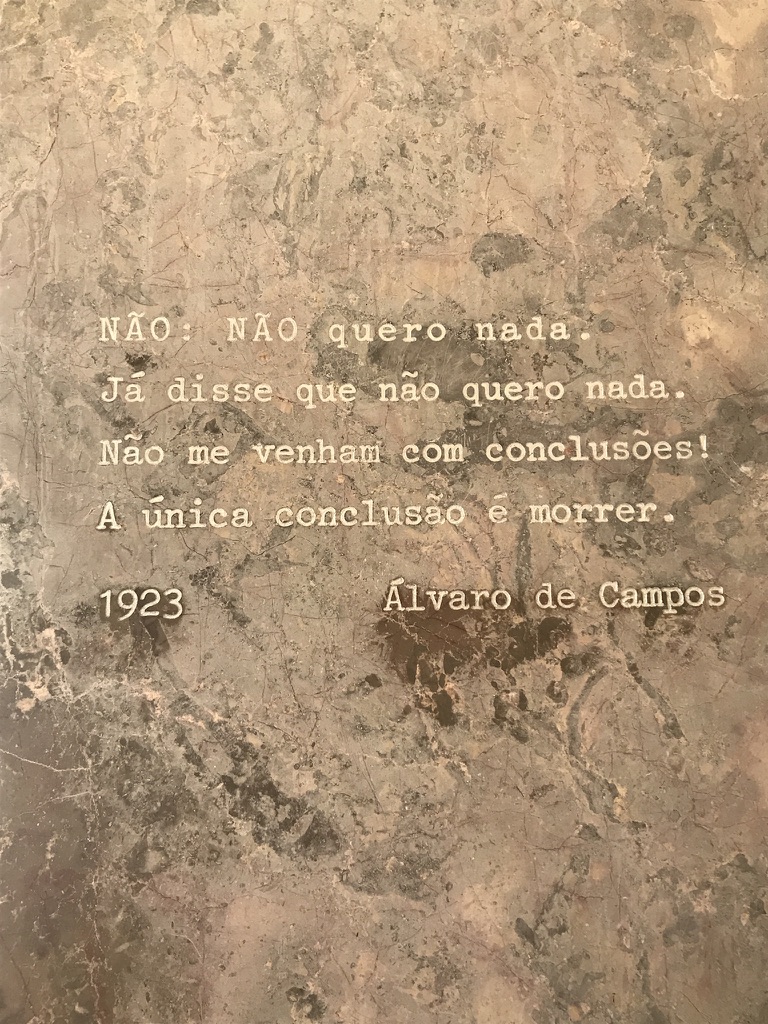 NÃO: NÃO quero nada.
Já disse que não quero nada.
Não me venham com conclusões!
A única conclusão é morrer.
1923 Álvaro de Campos